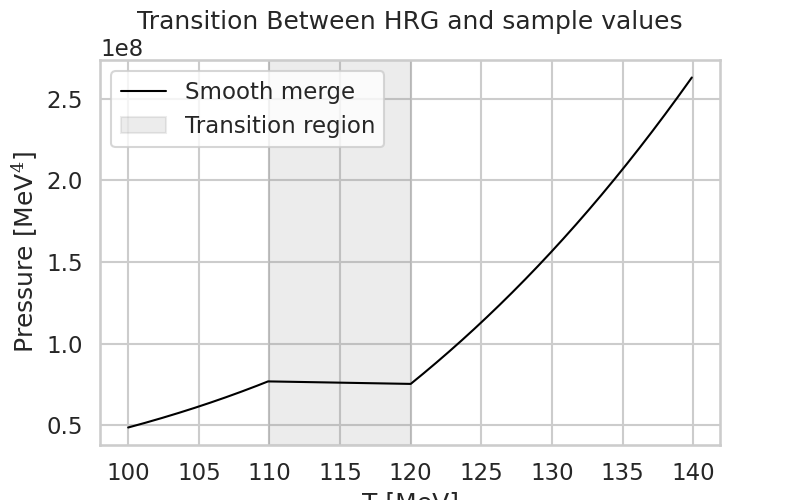 Transition Between HRG and sample values
1e8
Smooth merge
Transition region
Pressure [MeV⁴]
2.5
2.0
1.5
1.0
0.5
100 105 110 115 120 125 130 135 140
T [MeV]